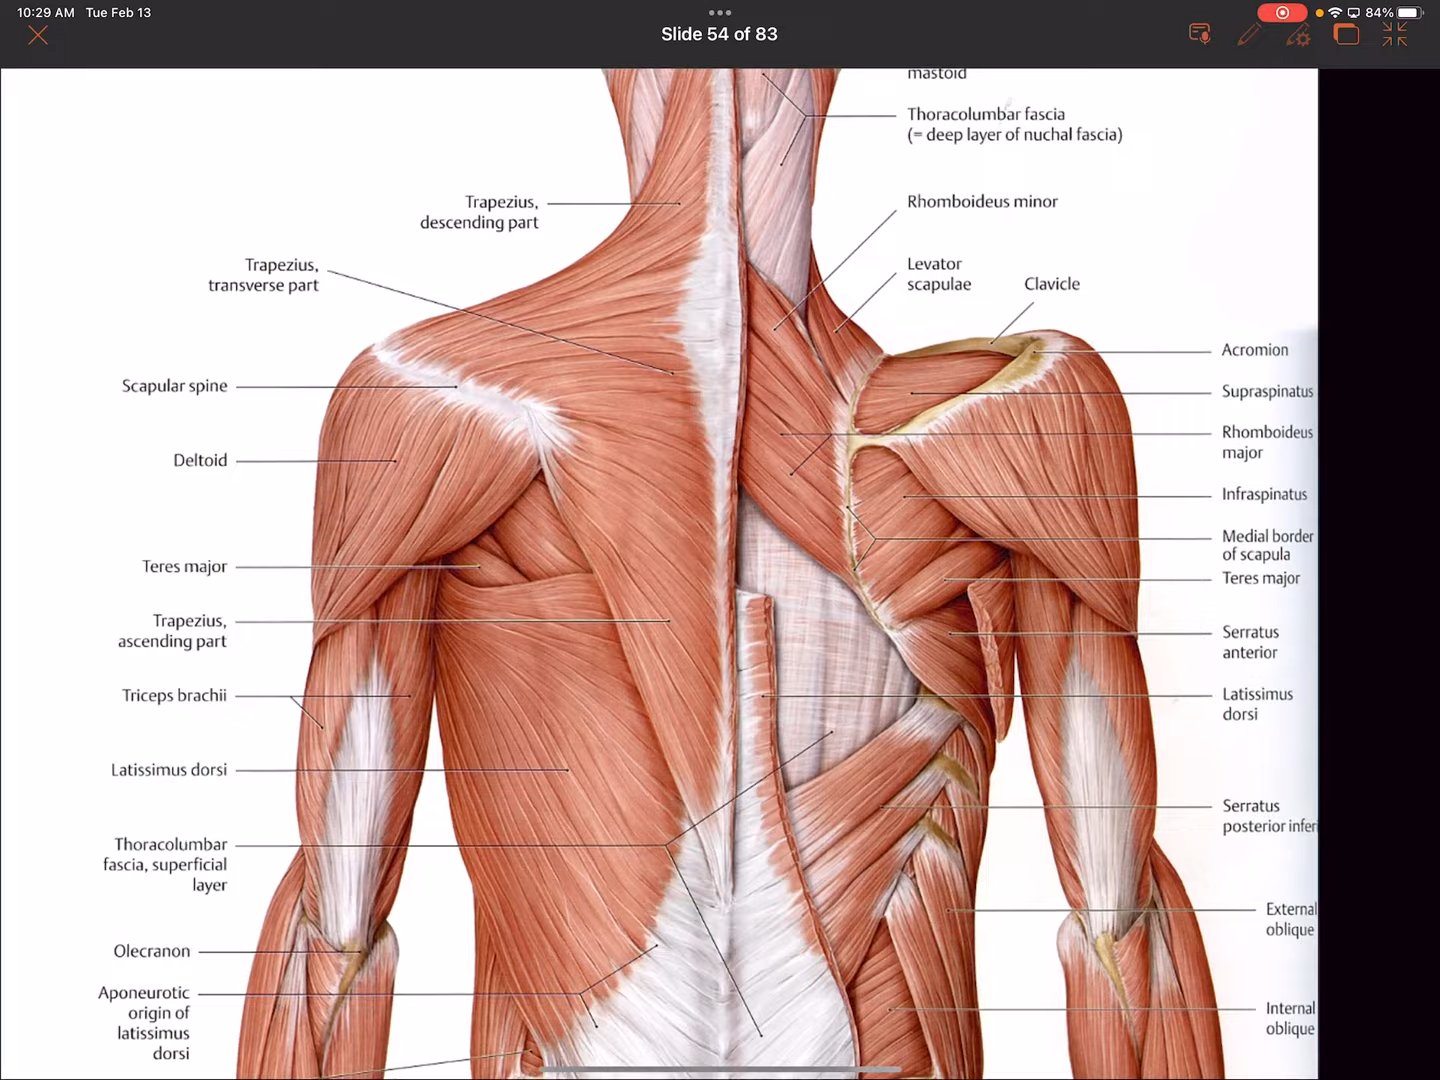 10:29 AM Tue Feb 13
84%
Slide 54 of 83
mastoid
Thoracolumbar fascia
(= deep layer of nuchal fascia)
Trapezius,
descending part
Rhomboideus minor
Trapezius,
transverse part
Levator
scapulae
Clavicle
Acromion
Scapular spine
Supraspinatus
Rhomboideus
major
Deltoid
Infraspinatus
Medial border
of scapula
Teres major
Teres major
Trapezius,
ascending part
Serratus
anterior
Triceps brachii
Latissimus
dorsi
Latissimus dorsi
Serratus
posterior inferi
Thoracolumbar
fascia, superficial
layer
External
oblique
Olecranon
Aponeurotic
origin of
latissimus
dorsi
Internal
oblique